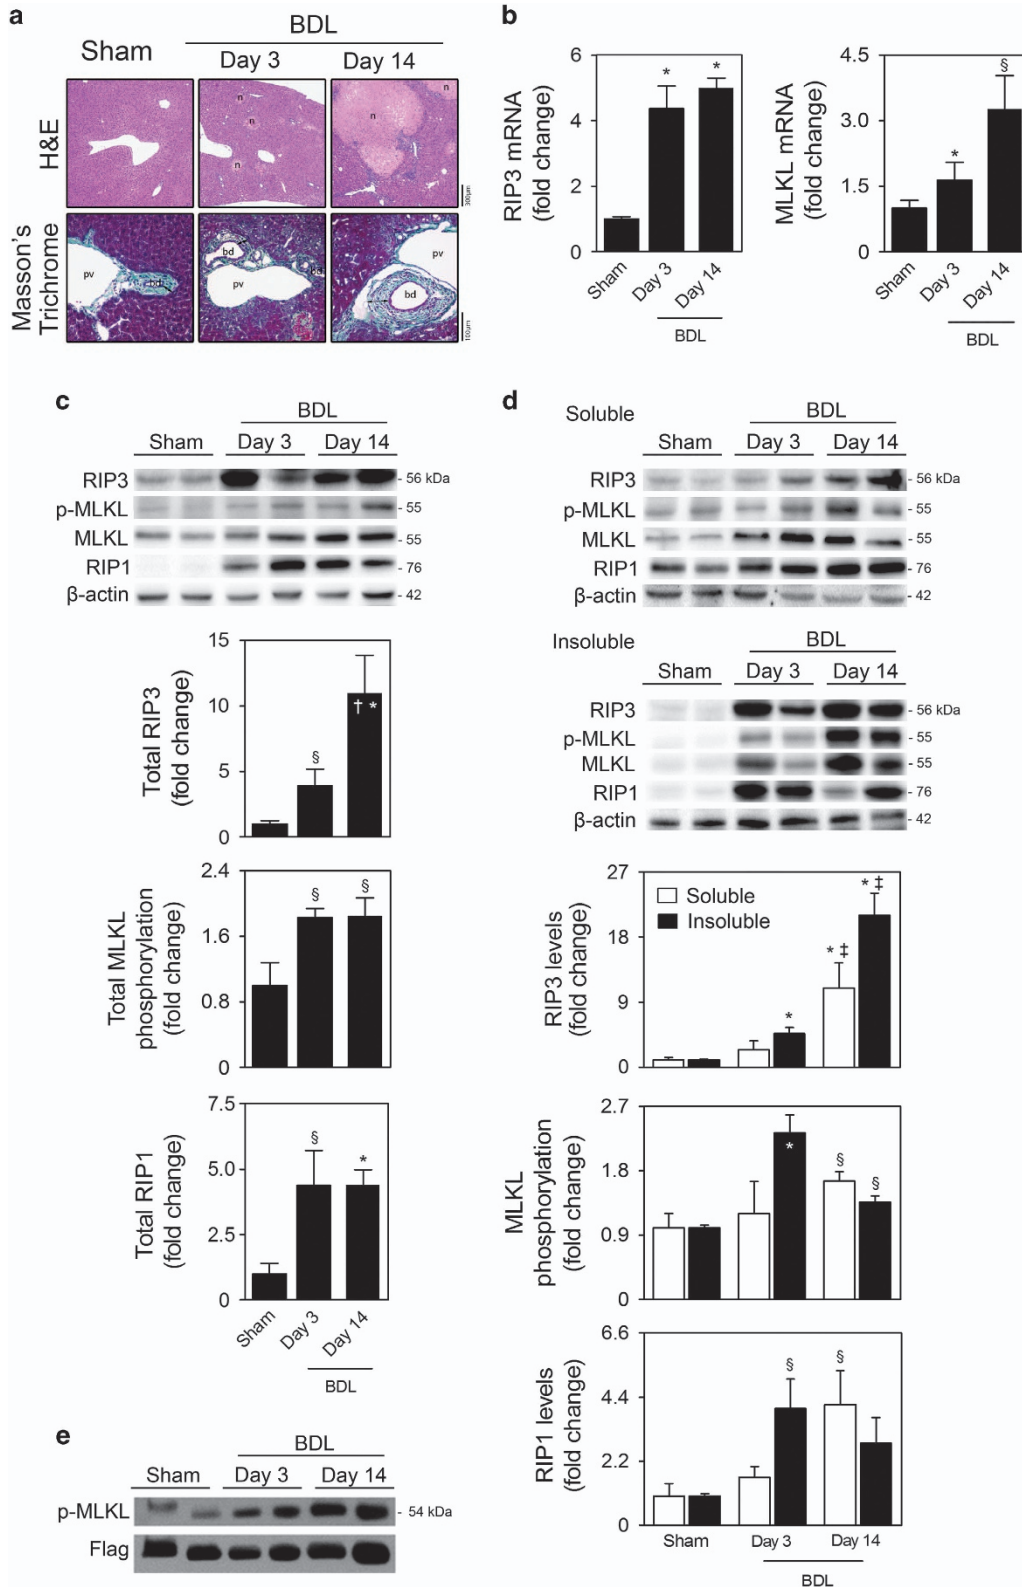 a
BDL
Sham
Day 3
Day 14
H&E
n
n
n
n
n
300µm
Masson's
Trichrome
pv
bd
bd
pv
bd
pv
bd
100µm
b
RIP3 mRNA
(fold change)
6
4
2
0
*
*
Sham
Day 3
Day 14
BDL
MLKL mRNA
(fold change)
4.5
3.0
1.5
0
*
§
Sham
Day 3
Day 14
BDL
c
BDL
Sham
Day 3
Day 14
RIP3
- 56 kDa
p-MLKL
- 55
MLKL
- 55
RIP1
- 76
β-actin
- 42
Total RIP3
(fold change)
15
10
5
0
§
† *
Total MLKL
phosphorylation
(fold change)
2.4
1.6
0.8
0
§
§
Total RIP1
(fold change)
7.5
5.0
2.5
0
§
*
Sham
Day 3
Day 14
BDL
d
Soluble
BDL
Sham
Day 3
Day 14
RIP3
- 56 kDa
p-MLKL
- 55
MLKL
- 55
RIP1
- 76
β-actin
- 42
Insoluble
BDL
Sham
Day 3
Day 14
RIP3
- 56 kDa
p-MLKL
- 55
MLKL
- 55
RIP1
- 76
β-actin
- 42
RIP3 levels
(fold change)
27
18
9
0
Soluble
Insoluble
*
* ‡
* ‡
MLKL
phosphorylation
(fold change)
2.7
1.8
0.9
0
*
§
§
RIP1 levels
(fold change)
6.6
4.4
2.2
0
§
§
Sham
Day 3
Day 14
BDL
e
BDL
Sham
Day 3
Day 14
p-MLKL
- 54 kDa
Flag